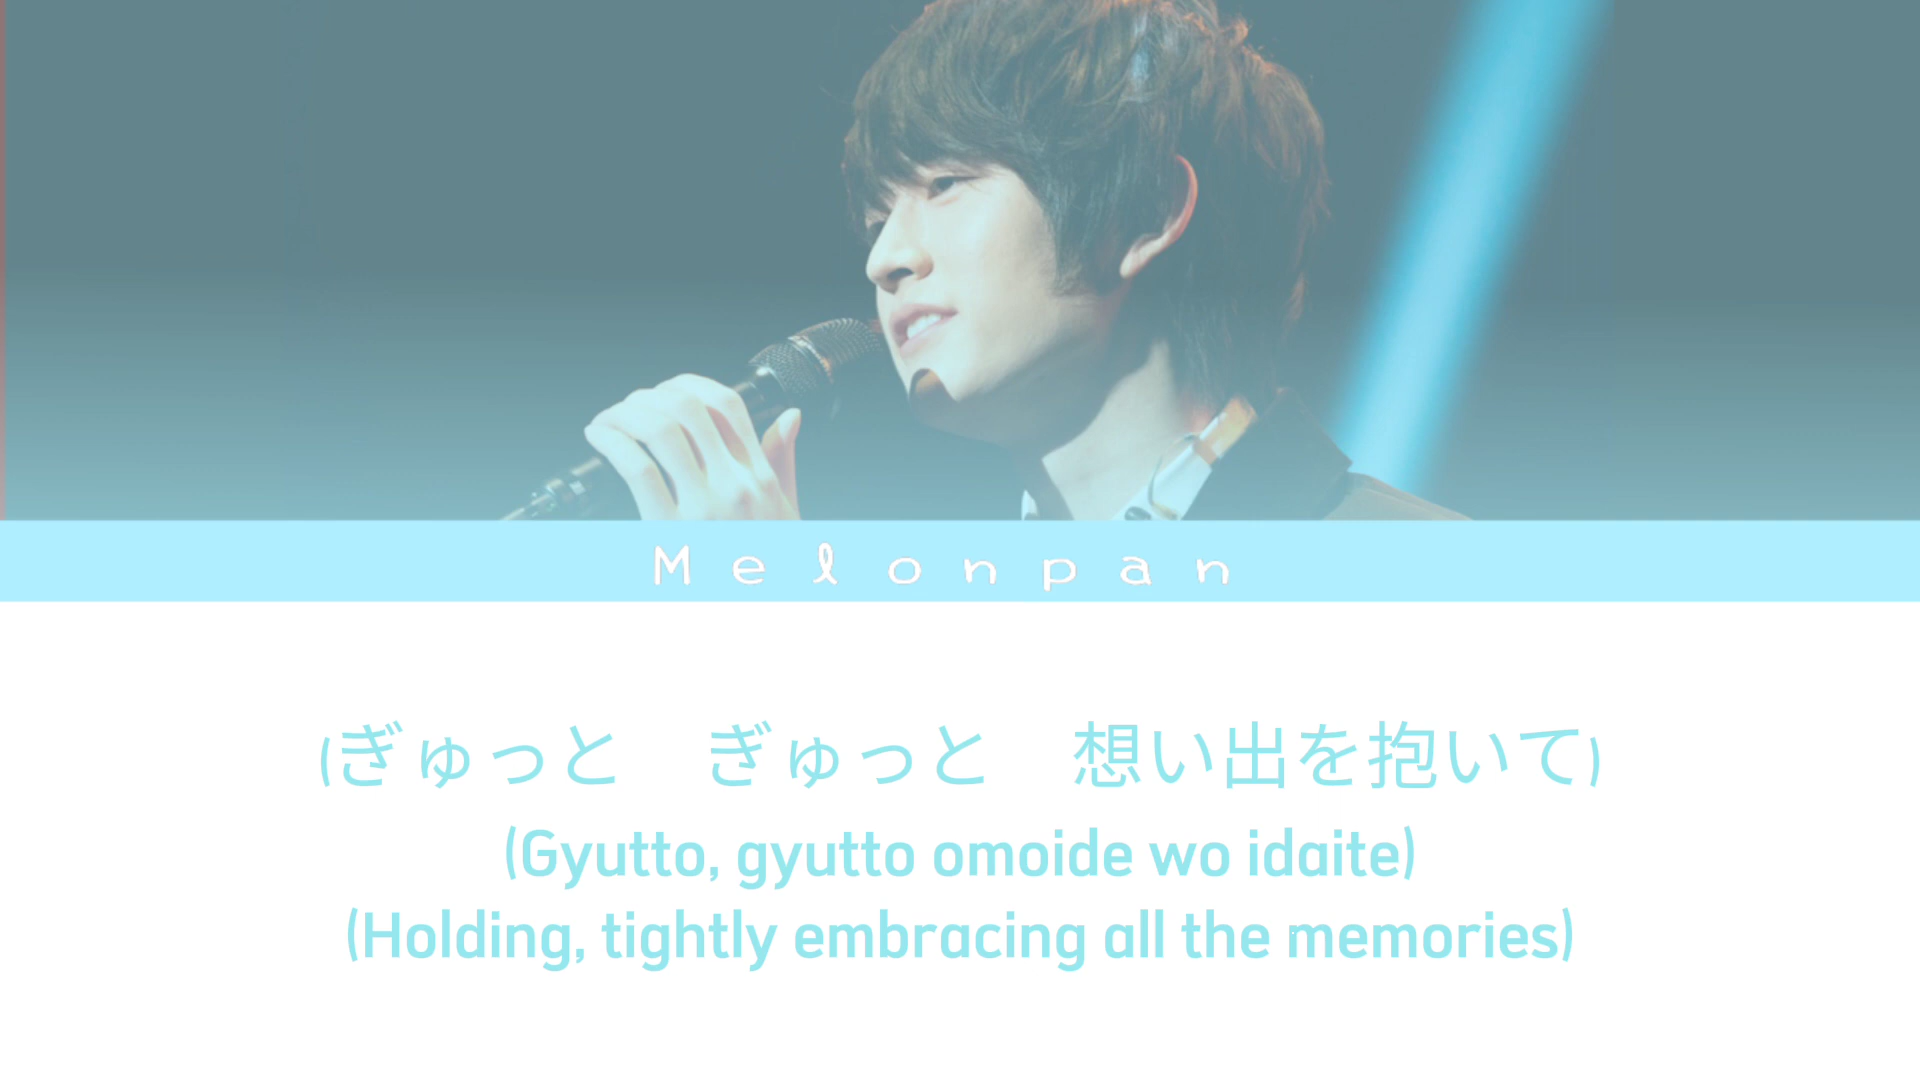 Melonpan
(ぎゅっと　ぎゅっと　想い出を抱いて)
(Gyutto, gyutto omoide wo idaite)
(Holding, tightly embracing all the memories)